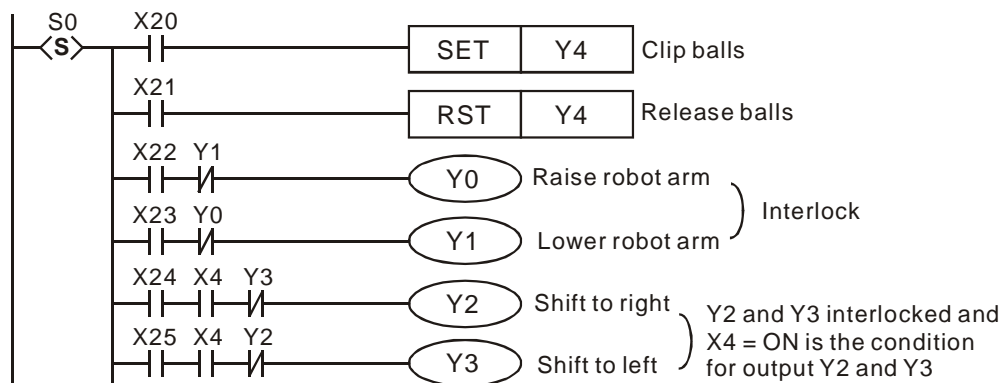 S0 X20
S
SET Y4 Clip balls
X21
RST Y4 Release balls
X22 Y1
Y0 Raise robot arm
Interlock
X23 Y0
Y1 Lower robot arm
X24 X4 Y3
Y2 Shift to right
Y2 and Y3 interlocked and
X4 = ON is the condition
for output Y2 and Y3
X25 X4 Y2
Y3 Shift to left